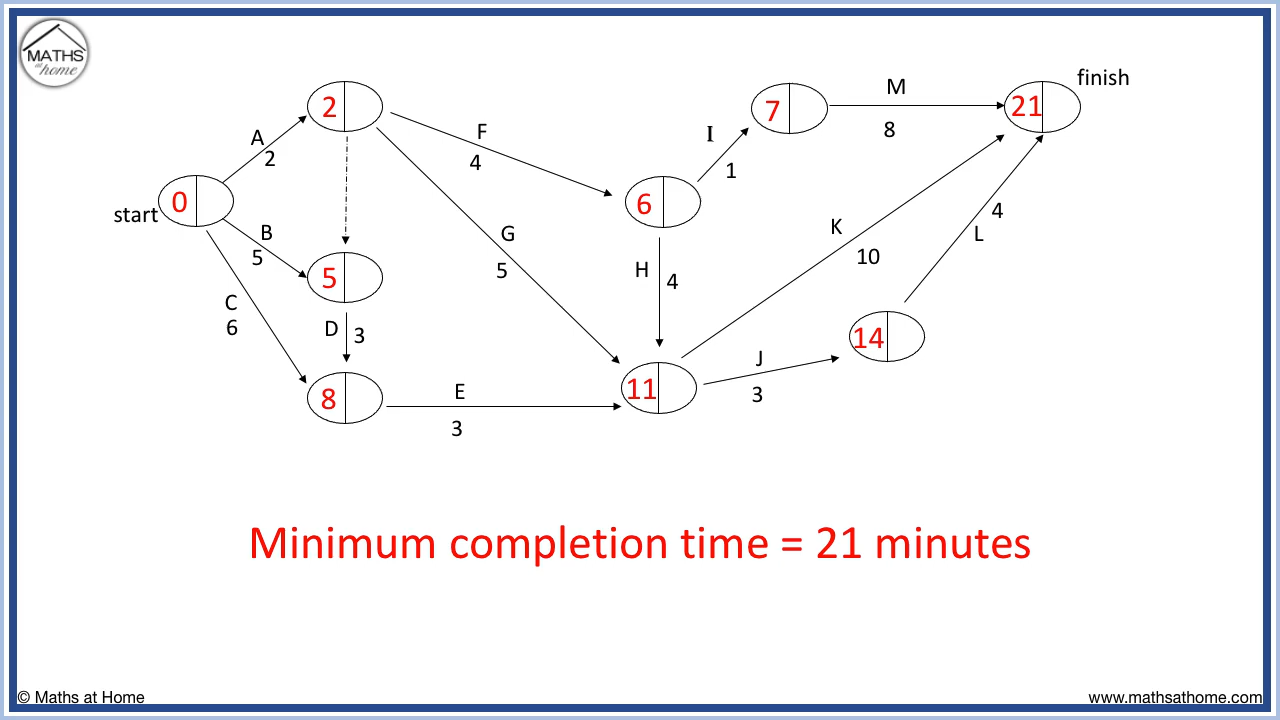 MATHS
at home
finish
2
7
M
21
8
A
2
F
4
I
1
0
start
6
B
5
G
5
4
L
K
10
5
H
4
C
6
D
3
14
8
E
3
11
J
3
Minimum completion time = 21 minutes
© Maths at Home
www.mathsathome.com